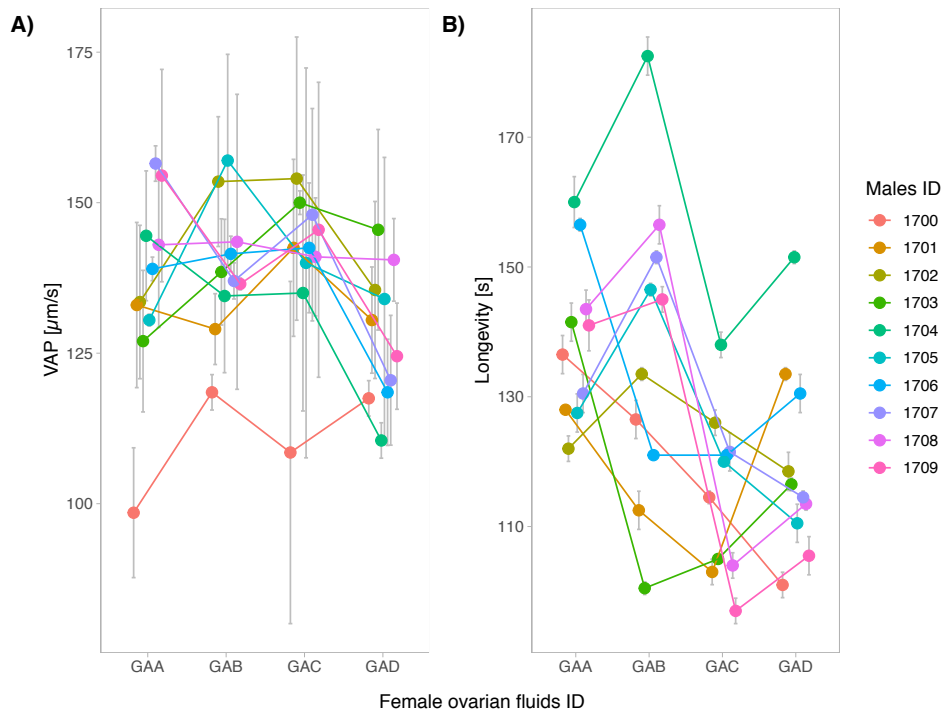 A)
VAP [µm/s]
175
150
125
100
GAA GAB GAC GAD
B)
Longevity [s]
170
150
130
110
GAA GAB GAC GAD
Female ovarian fluids ID
Males ID
1700
1701
1702
1703
1704
1705
1706
1707
1708
1709